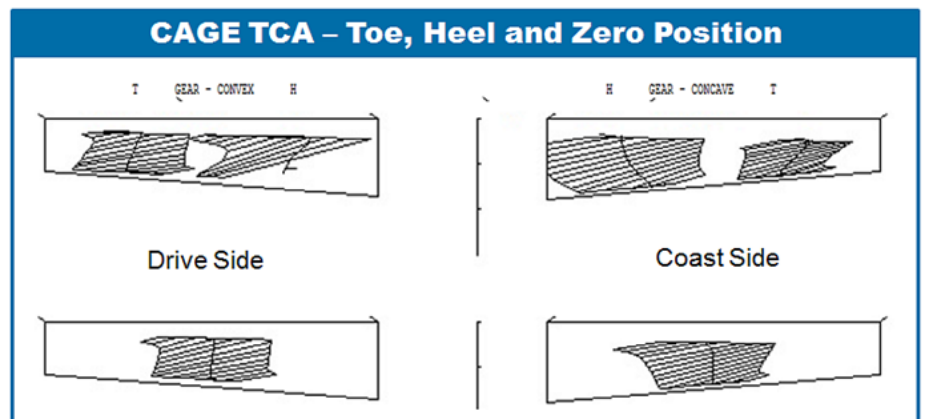 CAGE TCA – Toe, Heel and Zero Position
T GEAR - CONVEX H
H GEAR - CONCAVE T
Drive Side
Coast Side